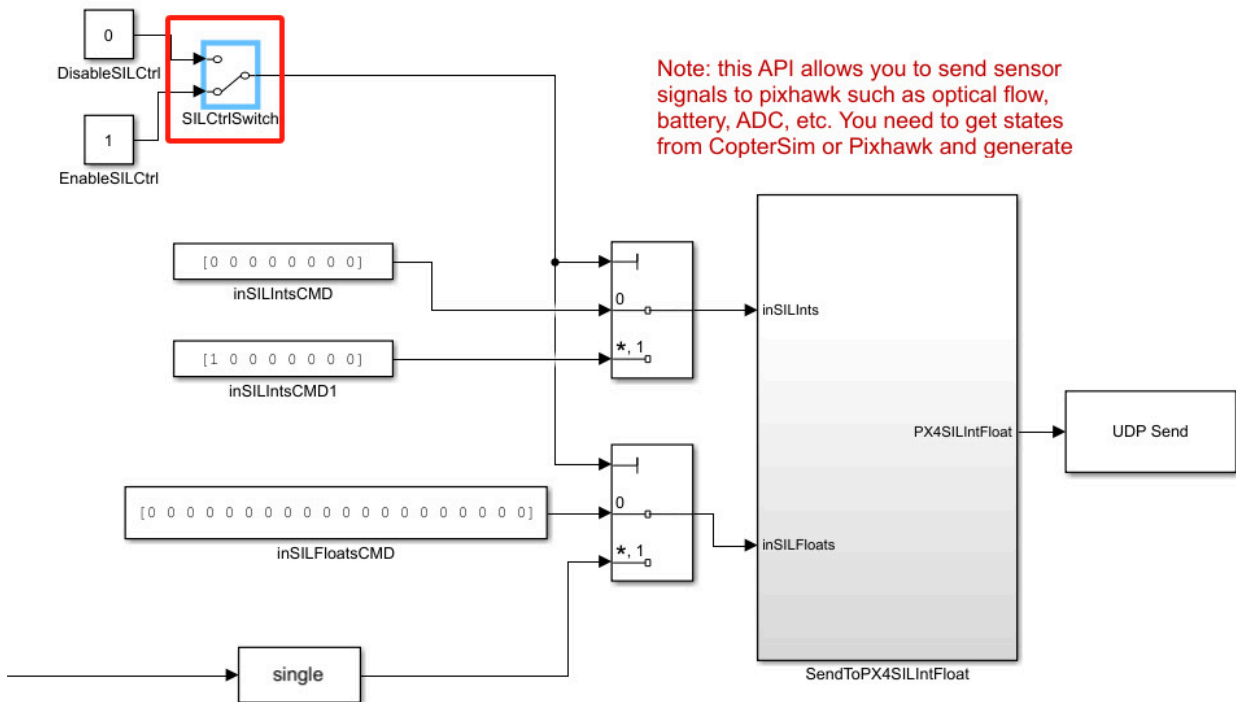 0
DisableSILCtrl
SILCtrlSwitch
1
EnableSILCtrl
Note: this API allows you to send sensor
signals to pixhawk such as optical flow,
battery, ADC, etc. You need to get states
from CopterSim or Pixhawk and generate
[0 0 0 0 0 0 0 0]
inSILIntsCMD
[1 0 0 0 0 0 0 0]
inSILIntsCMD1
0
*, 1
inSILInts
PX4SILIntFloat
UDP Send
[0 0 0 0 0 0 0 0 0 0 0 0 0 0 0 0 0 0 0 0]
inSILFloatsCMD
0
*, 1
inSILFloats
single
SendToPX4SILIntFloat